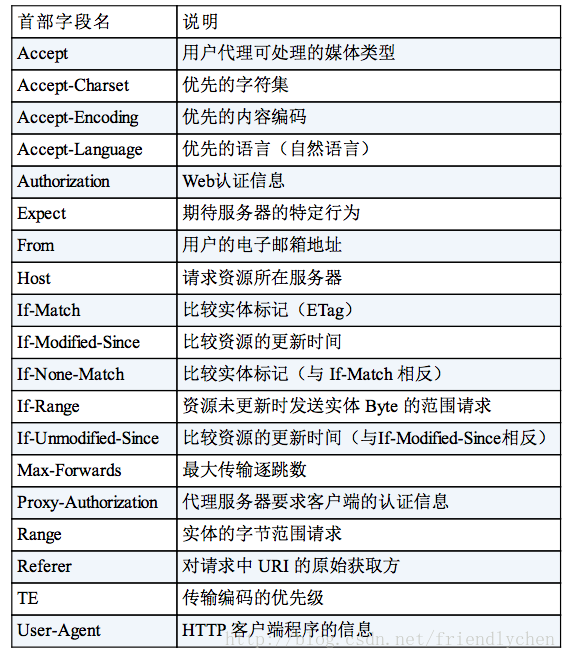 首部字段名 说明
Accept 用户代理可处理的媒体类型
Accept-Charset 优先的字符集
Accept-Encoding 优先的内容编码
Accept-Language 优先的语言（自然语言）
Authorization Web认证信息
Expect 期待服务器的特定行为
From 用户的电子邮箱地址
Host 请求资源所在服务器
If-Match 比较实体标记（ETag）
If-Modified-Since 比较资源的更新时间
If-None-Match 比较实体标记（与 If-Match 相反）
If-Range 资源未更新时发送实体 Byte 的范围请求
If-Unmodified-Since 比较资源的更新时间（与If-Modified-Since相反）
Max-Forwards 最大传输逐跳数
Proxy-Authorization 代理服务器要求客户端的认证信息
Range 实体的字节范围请求
Referer 对请求中 URI 的原始获取方
TE 传输编码的优先级
User-Agent HTTP 客户端程序的信息
http://blog.csdn.net/friendlychen